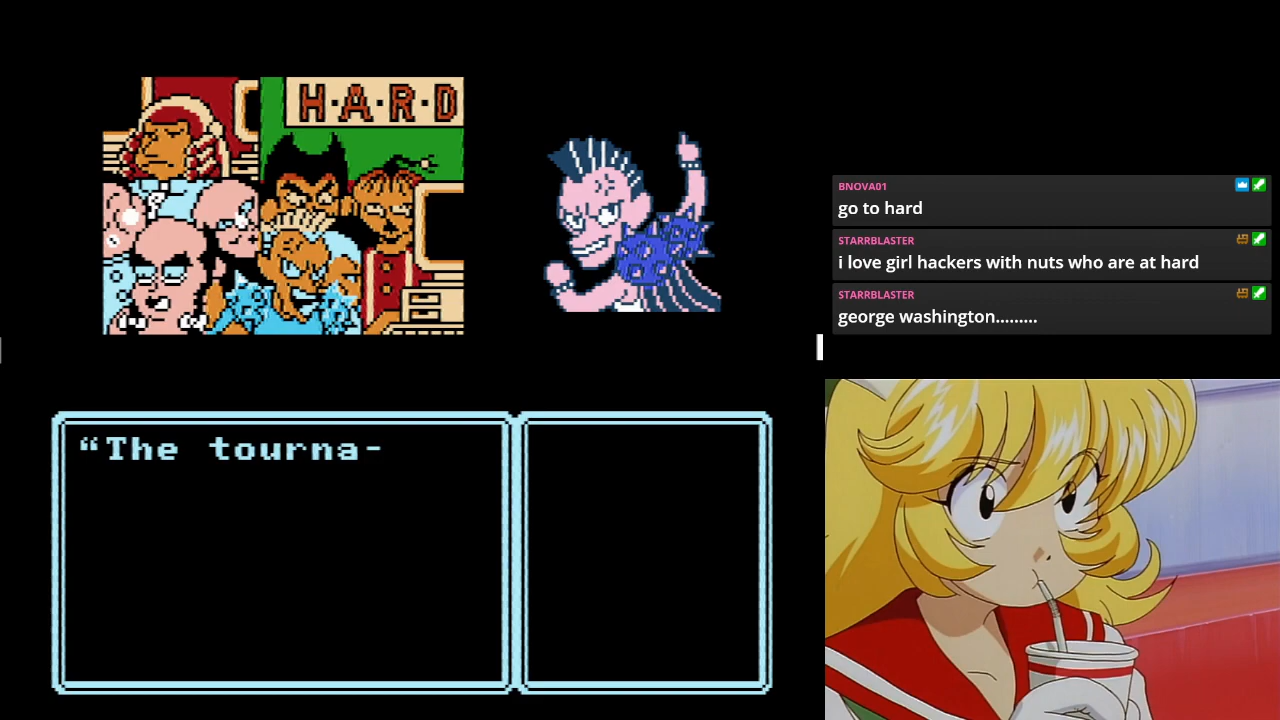 H·A·R·D
“The tourna-
BNOVA01
go to hard
STARRBLASTER
i love girl hackers with nuts who are at hard
STARRBLASTER
george washington.........